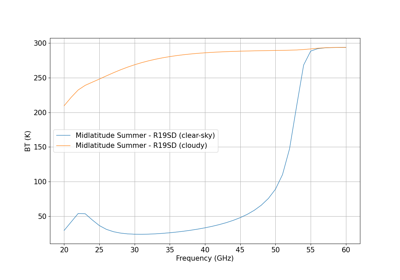 300
250
200
150
100
50
BT (K)
Midlatitude Summer - R19SD (clear-sky)
Midlatitude Summer - R19SD (cloudy)
20 25 30 35 40 45 50 55 60
Frequency (GHz)